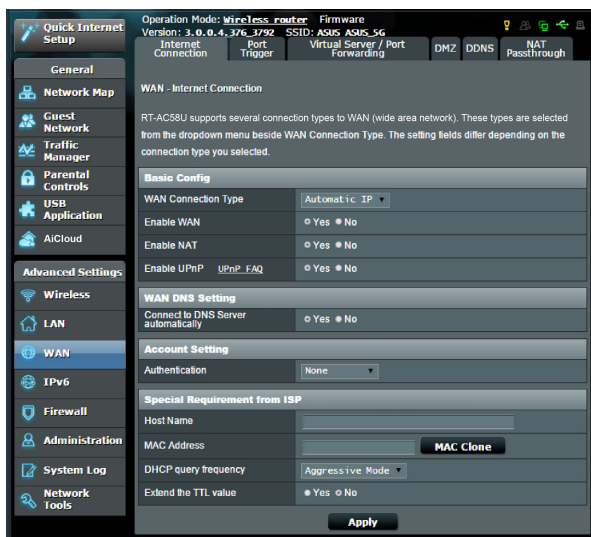 Quick Internet
Setup
General
Network Map
Guest
Network
Traffic
Manager
Parental
Controls
USB
Application
AiCloud
Advanced Settings
Wireless
LAN
WAN
IPv6
Firewall
Administration
System Log
Network
Tools
Operation Mode: Wireless router Firmware
Version: 3.0.0.4.376_3792 SSID: ASUS ASUS_5G
Internet
Connection
Port
Trigger
Virtual Server / Port
Forwarding
DMZ
DDNS
NAT
Passthrough
WAN - Internet Connection
RT-AC58U supports several connection types to WAN (wide area network). These types are selected
from the dropdown menu beside WAN Connection Type. The setting fields differ depending on the
connection type you selected.
Basic Config
WAN Connection Type Automatic IP
Enable WAN Yes No
Enable NAT Yes No
Enable UPnP UPnP FAQ Yes No
WAN DNS Setting
Connect to DNS Server
automatically Yes No
Account Setting
Authentication None
Special Requirement from ISP
Host Name
MAC Address MAC Clone
DHCP query frequency Aggressive Mode
Extend the TTL value Yes No
Apply